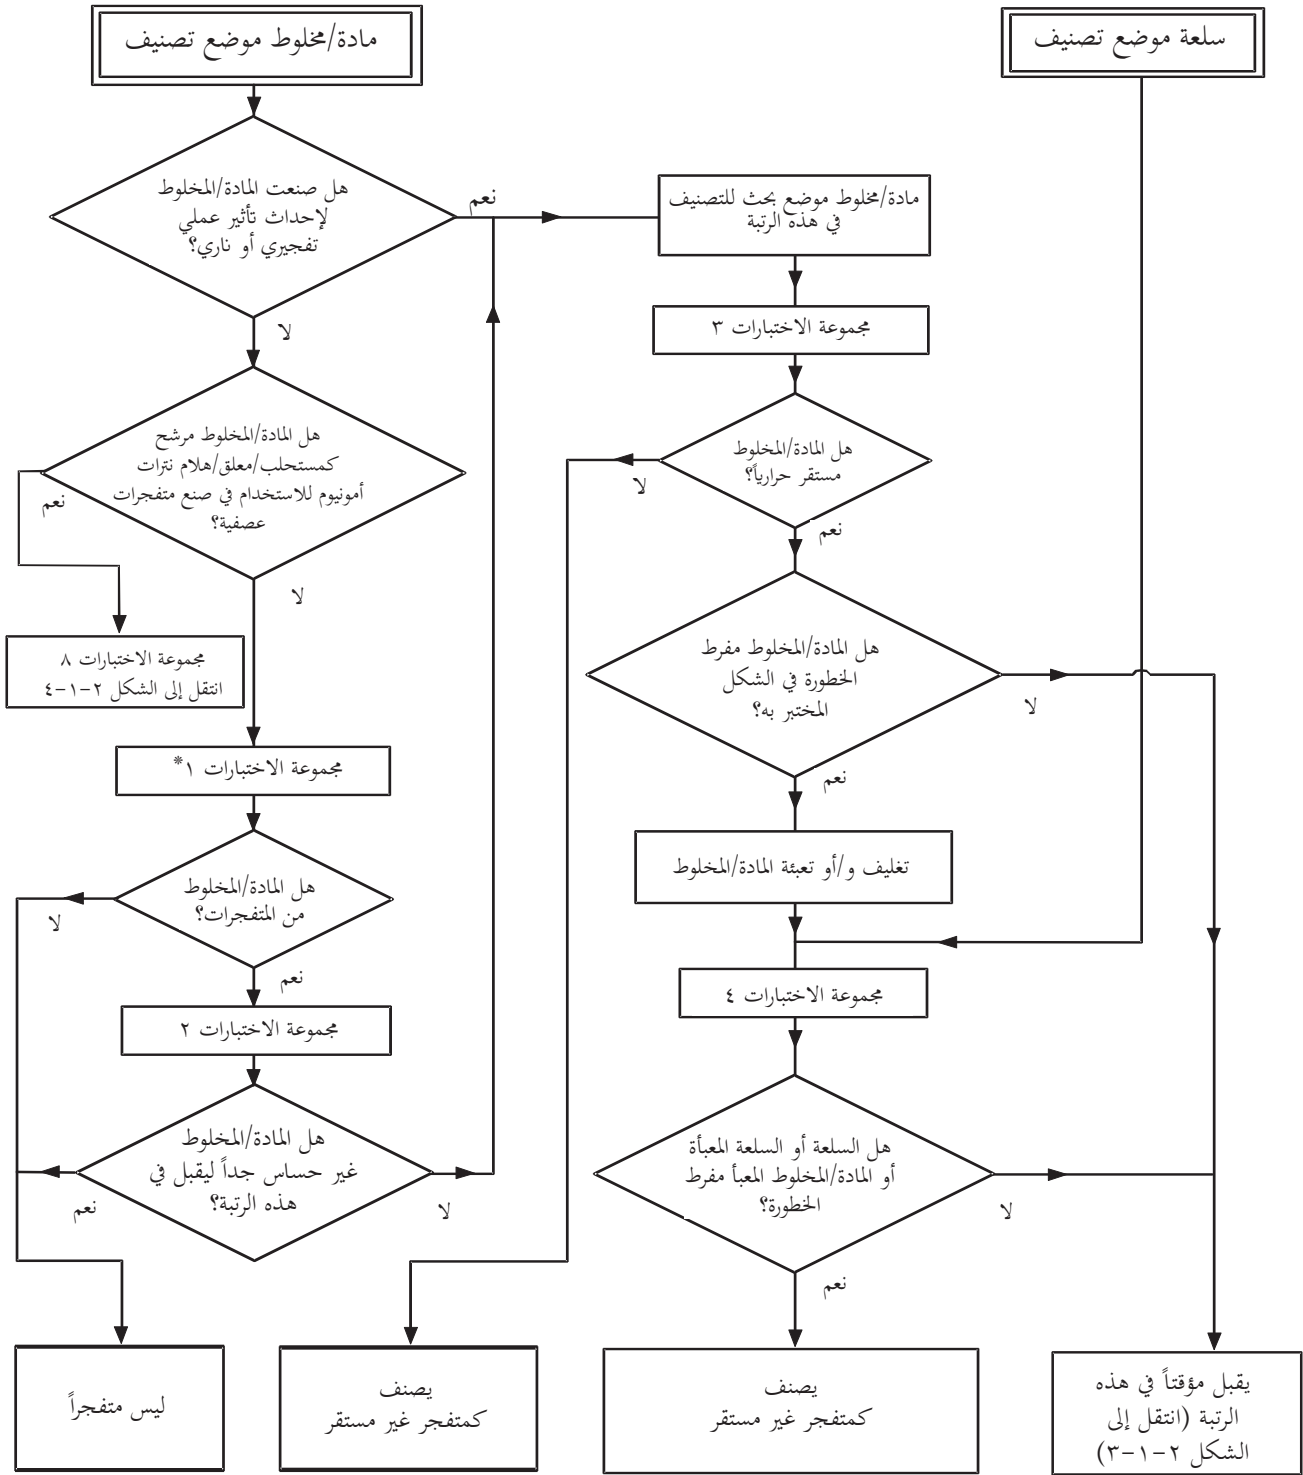 مادة/مخلوط موضع تصنيف
سلعة موضع تصنيف
هل صنعت المادة/المخلوط
لإحداث تأثير عملي
تفجيري أو ناري؟
نعم
لا
مادة/مخلوط موضع بحث للتصنيف
في هذه الرتبة
مجموعة الاختبارات ٣
هل المادة/المخلوط مرشح
كمستحلب/معلق/هلام نترات
أمونيوم للاستخدام في صنع متفجرات
عصفية؟
نعم
لا
هل المادة/المخلوط
مستقر حرارياً؟
لا
نعم
مجموعة الاختبارات ٨
انتقل إلى الشكل ٢-١-٤
هل المادة/المخلوط مفرط
الخطورة في الشكل
المختبر به؟
لا
نعم
مجموعة الاختبارات ١*
هل المادة/المخلوط
من المتفجرات؟
لا
نعم
تغليف و/أو تعبئة المادة/المخلوط
مجموعة الاختبارات ٤
مجموعة الاختبارات ٢
هل المادة/المخلوط
غير حساس جداً ليقبل في
هذه الرتبة؟
نعم
لا
هل السلعة أو السلعة المعبأة
أو المادة/المخلوط المعبأ مفرط
الخطورة؟
لا
نعم
ليس متفجراً
يصنف
كمتفجر غير مستقر
يصنف
كمتفجر غير مستقر
يقبل مؤقتاً في هذه
الرتبة (انتقل إلى
الشكل ٢-١-٣)